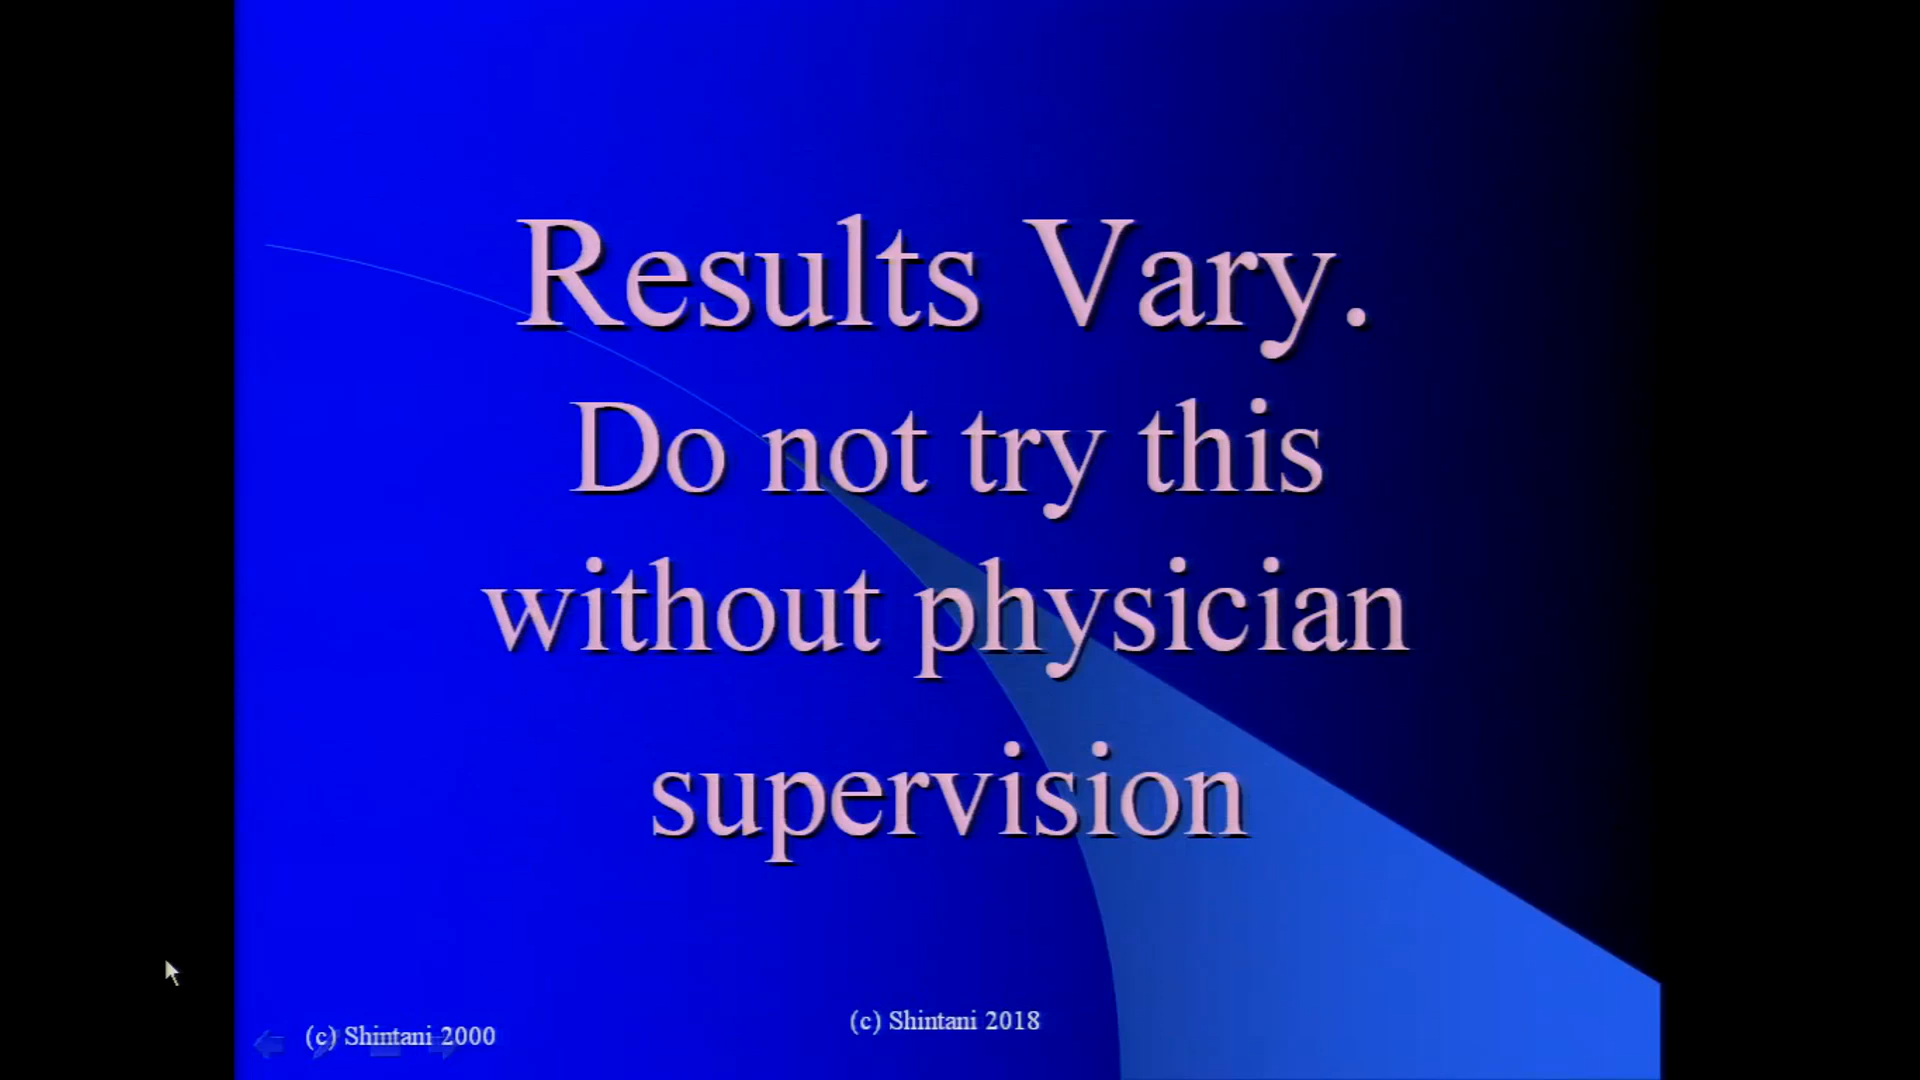 Results Vary.
Do not try this
without physician
supervision
(c) Shintani 2000
(c) Shintani 2018